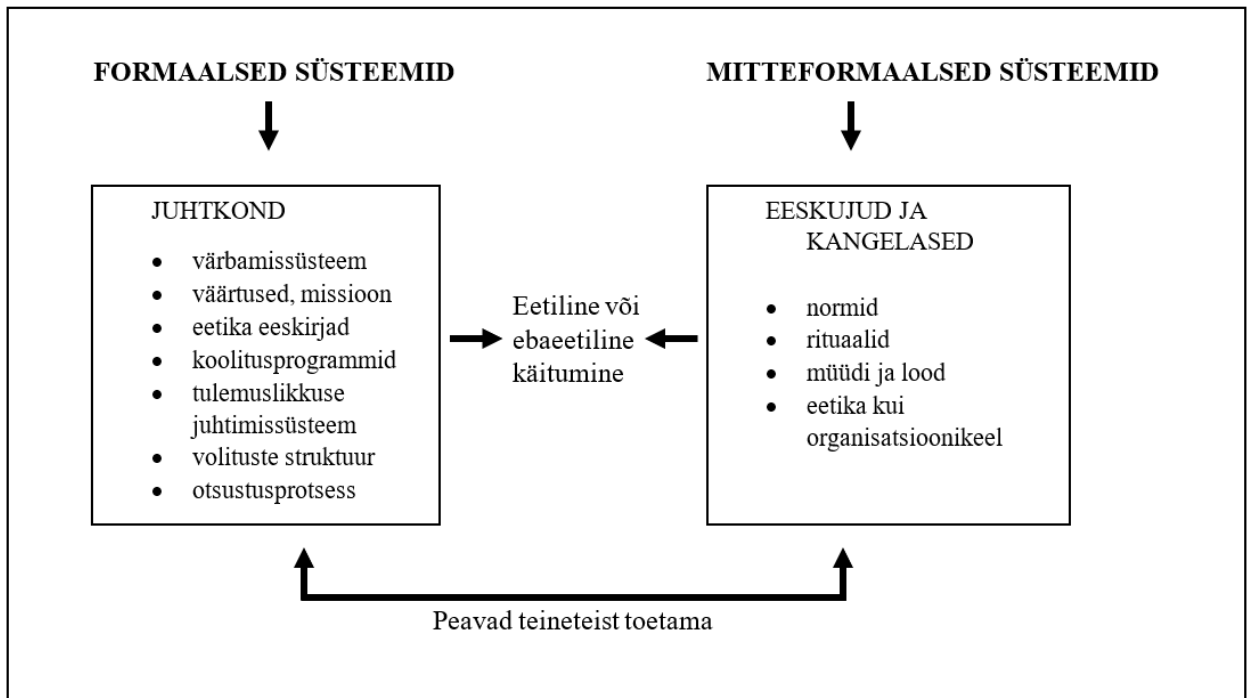 FORMAALSED SÜSTEEMID
JUHTKOND
• värbamissüsteem
• väärtused, missioon
• eetika eeskirjad
• koolitusprogrammid
• tulemuslikkuse
juhtimissüsteem
• volituste struktuur
• otsustusprotsess
Eetiline või
ebaeetiline
käitumine
MITTEFORMAALSED SÜSTEEMID
EESKUJUD JA
KANGELASED
• normid
• rituaalid
• müüdi ja lood
• eetika kui
organisatsioonikeel
Peavad teineteist toetama